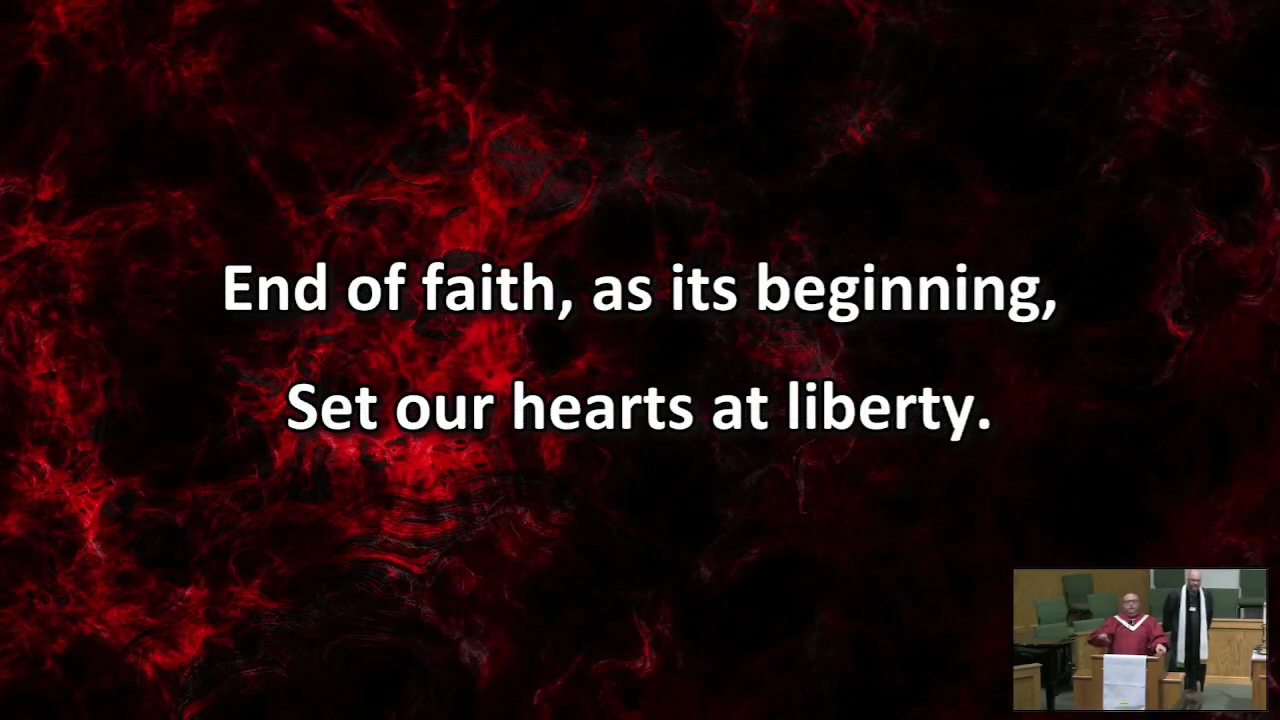 End of faith, as its beginning,
Set our hearts at liberty.